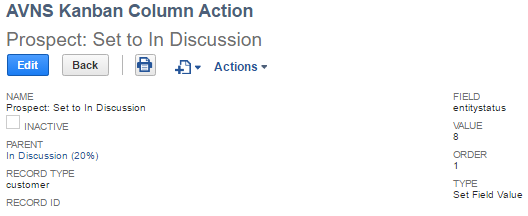 AVNS Kanban Column Action
Prospect: Set to In Discussion
Edit
Back
Actions
NAME
Prospect: Set to In Discussion
INACTIVE
PARENT
In Discussion (20%)
RECORD TYPE
customer
RECORD ID
FIELD
entitystatus
VALUE
8
ORDER
1
TYPE
Set Field Value